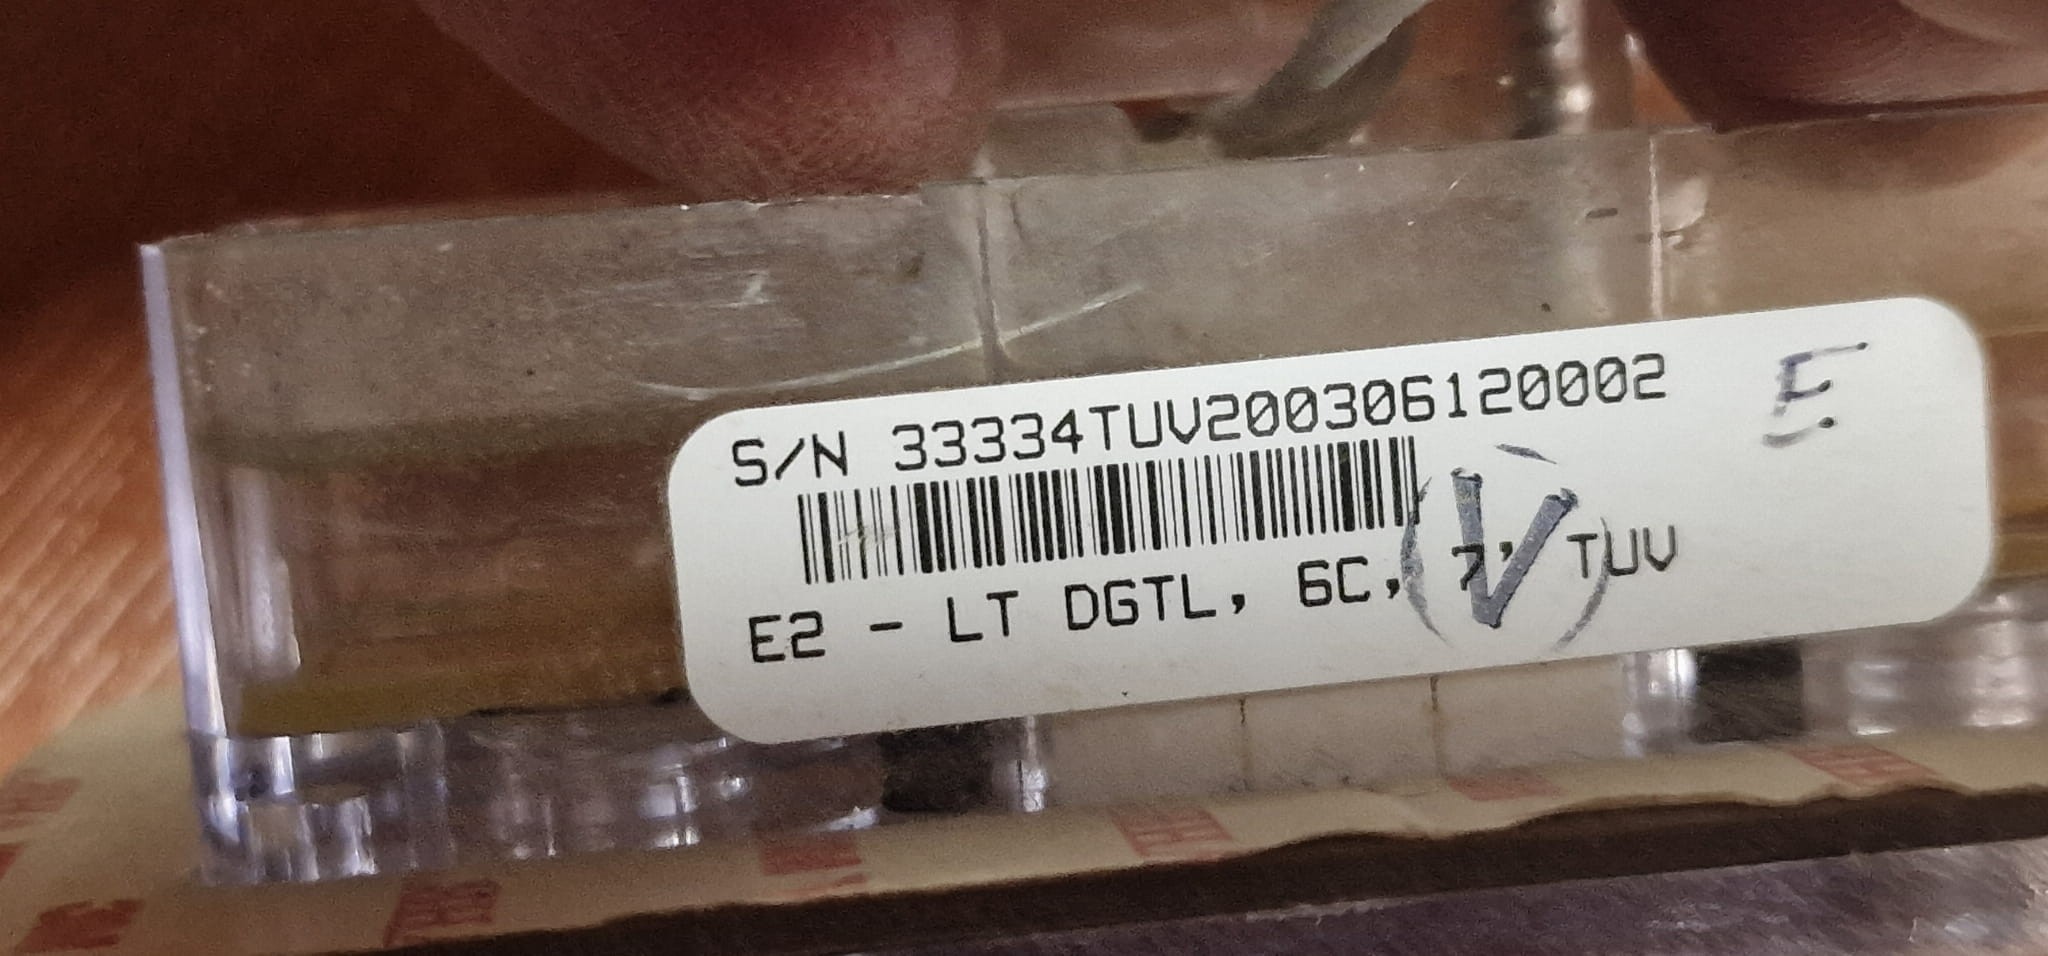 S/N 33334TUV200306120002
E
E2 - LT DGTL, 6C, 7' TUV
V